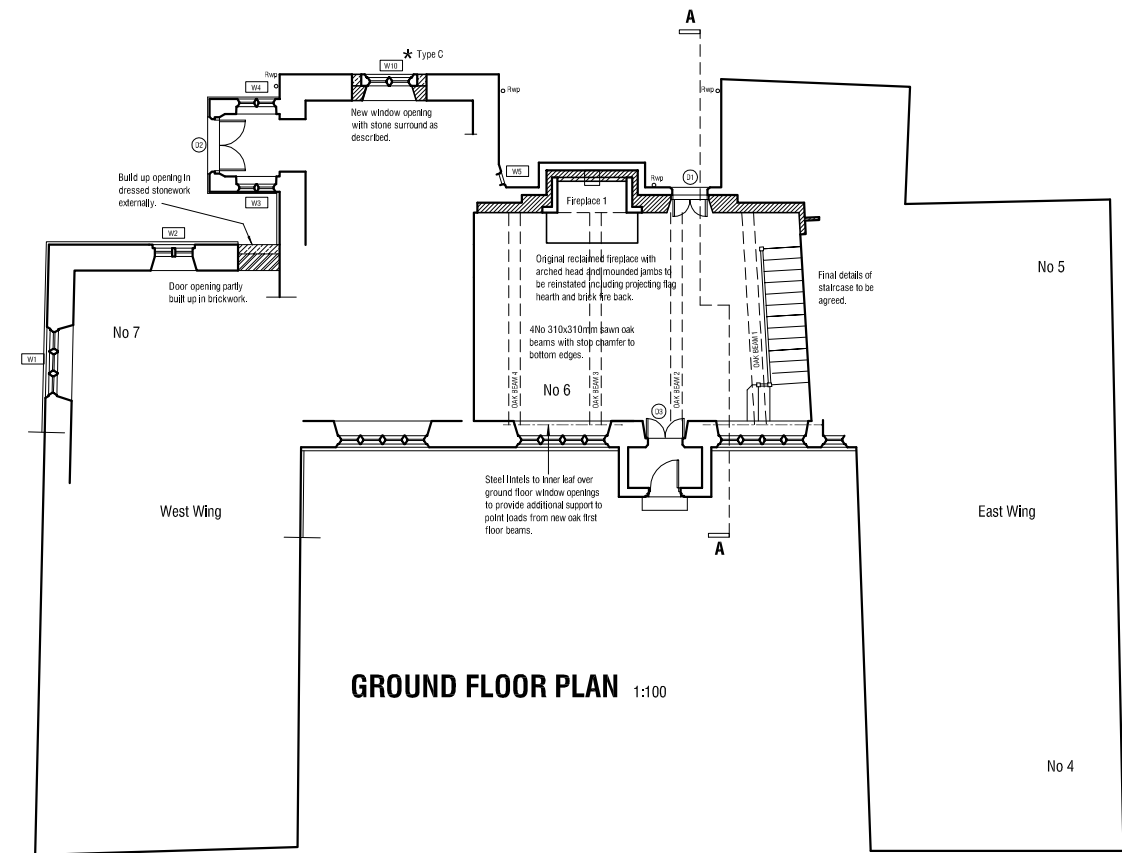 A
* Type C
W10
Rwp
W4
Rwp
Rwp
New window opening
with stone surround as
described.
D2
Build up opening in
dressed stonework
externally.
W5
Rwp
D1
W3
Fireplace 1
W2
Original reclaimed fireplace with
arched head and mounded jambs to
be reinstated including projecting flag
hearth and brick fire back.
No 5
Final details of
staircase to be
agreed.
Door opening partly
built up in brickwork.
No 7
4No 310x310mm sawn oak
beams with stop chamfer to
bottom edges.
W1
OAK BEAM 4
OAK BEAM 3
OAK BEAM 2
OAK BEAM 1
No 6
D3
Steel lintels to inner leaf over
ground floor window openings
to provide additional support to
point loads from new oak first
floor beams.
West Wing
East Wing
A
GROUND FLOOR PLAN 1:100
No 4